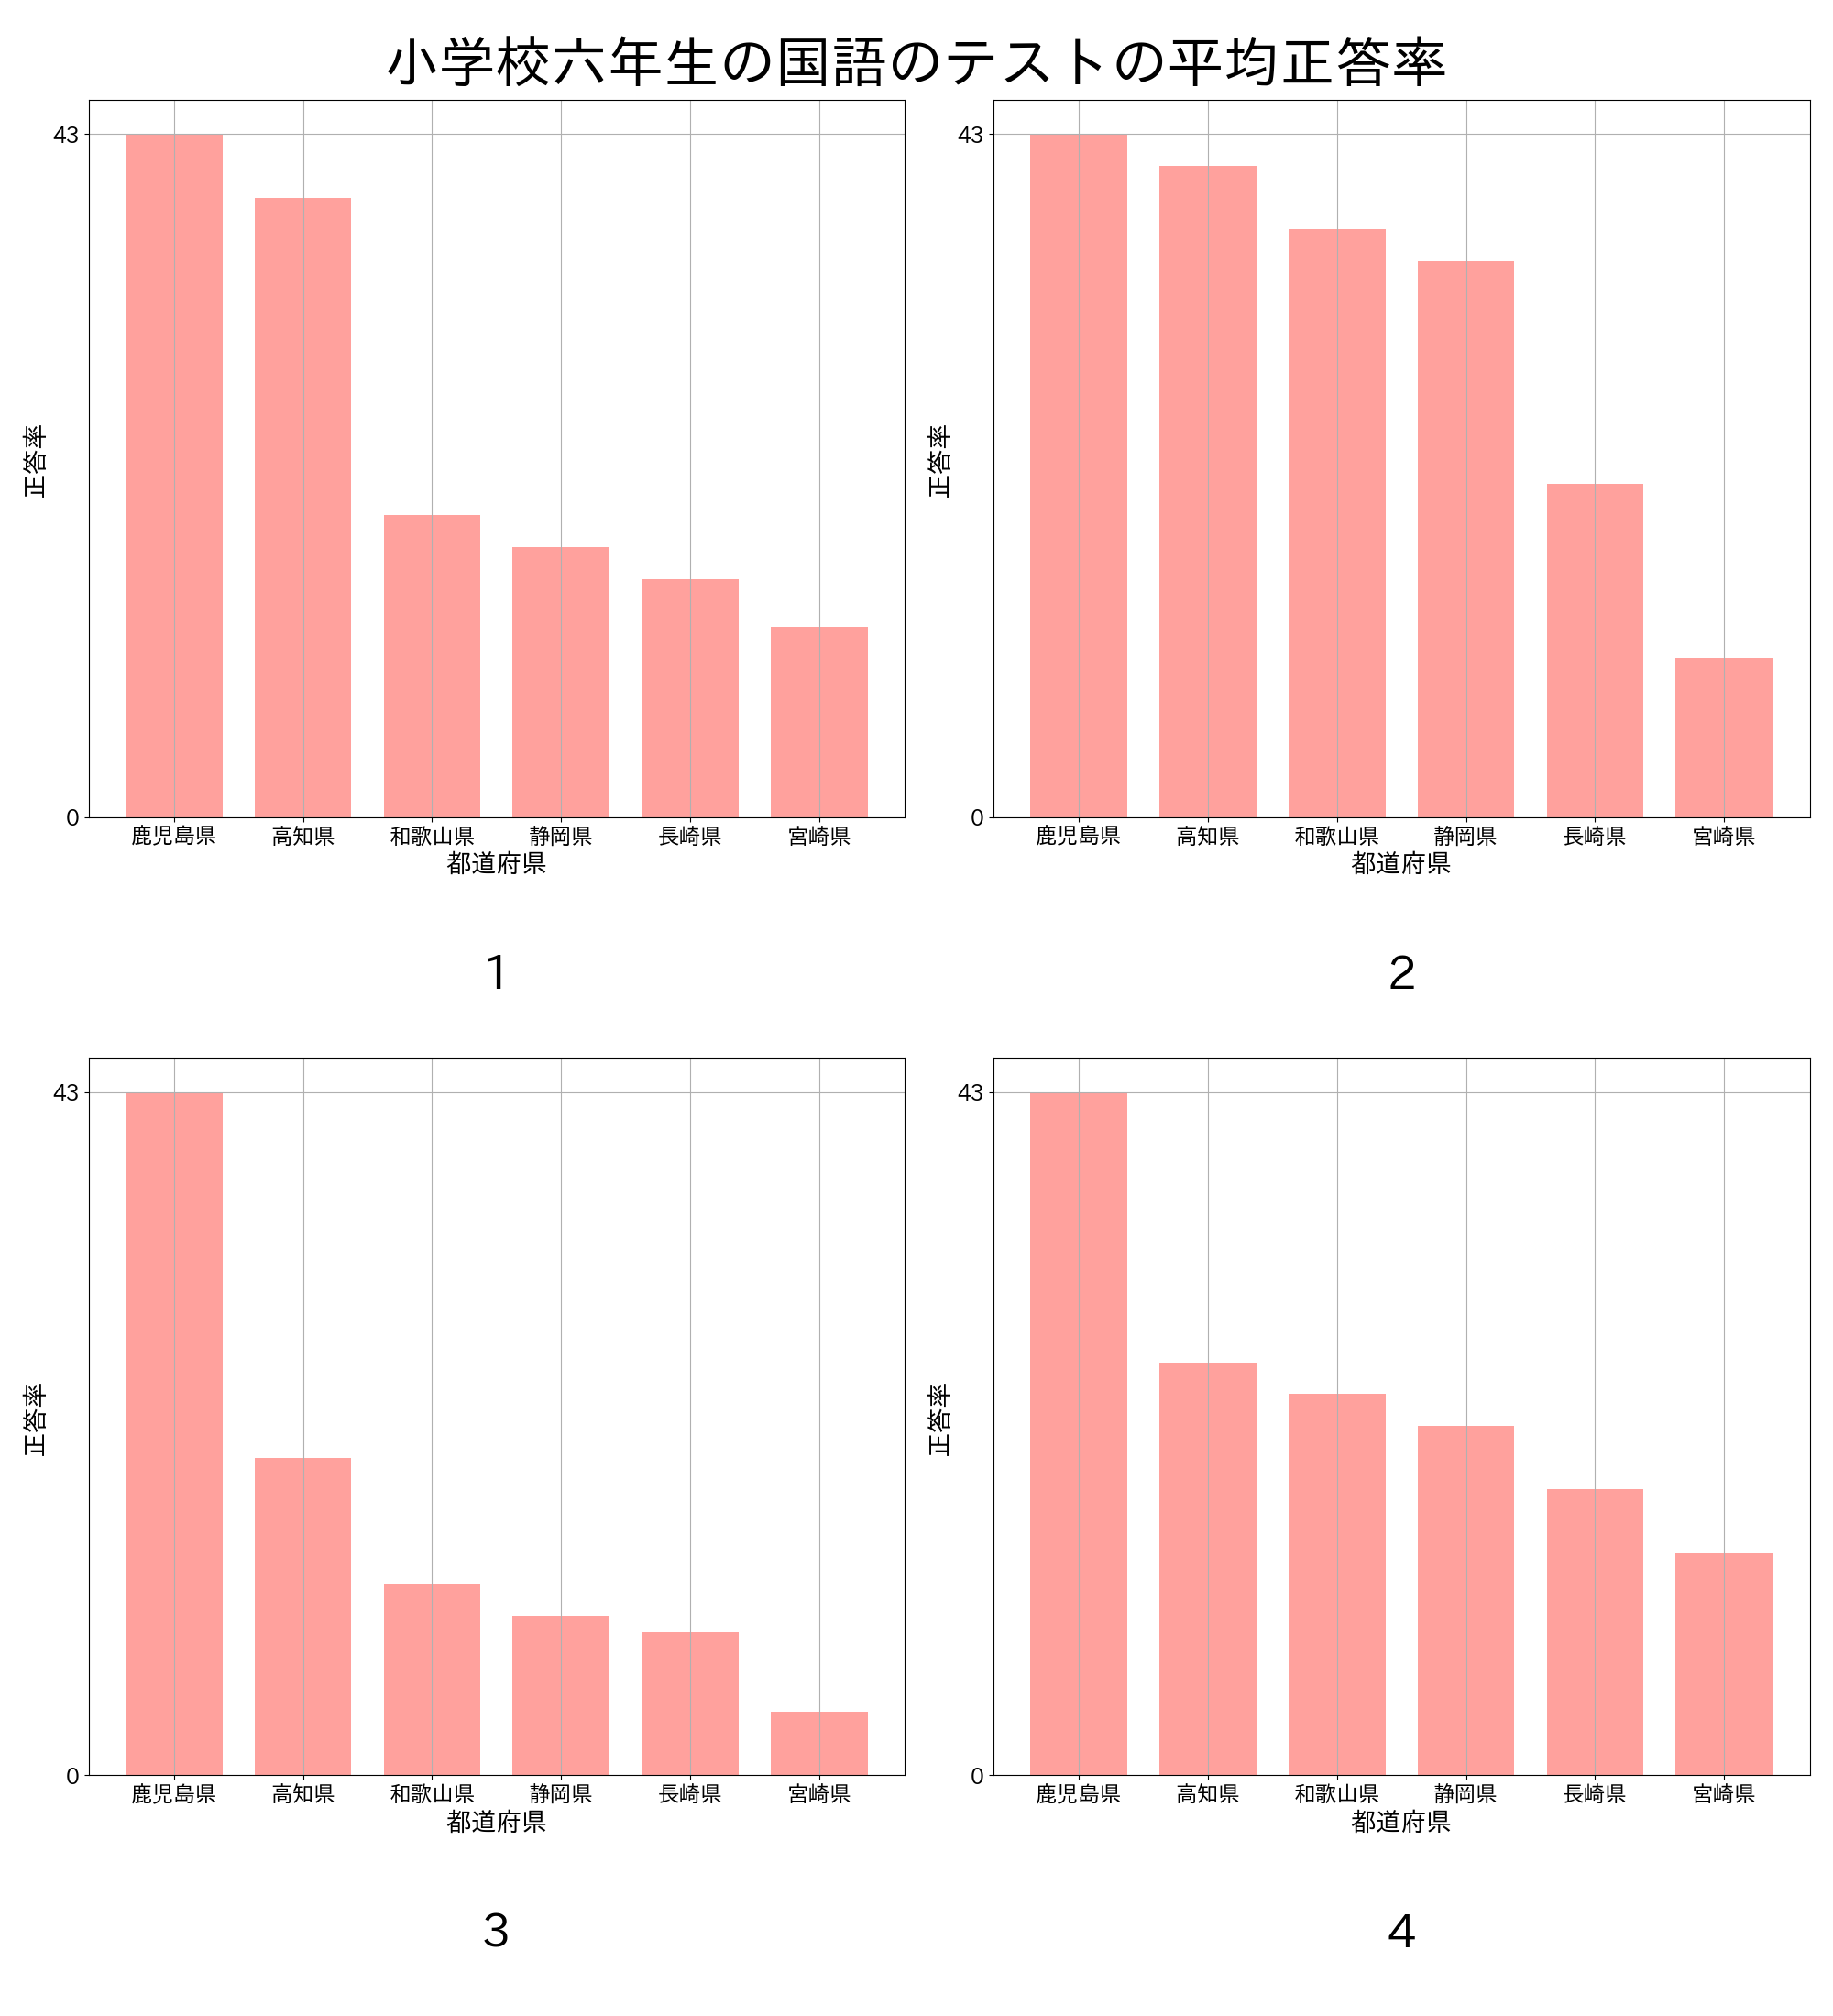 小学校六年生の国語のテストの平均正答率
43
正答率
0
鹿児島県 高知県 和歌山県 静岡県 長崎県 宮崎県
都道府県
1
43
正答率
0
鹿児島県 高知県 和歌山県 静岡県 長崎県 宮崎県
都道府県
2
43
正答率
0
鹿児島県 高知県 和歌山県 静岡県 長崎県 宮崎県
都道府県
3
43
正答率
0
鹿児島県 高知県 和歌山県 静岡県 長崎県 宮崎県
都道府県
4